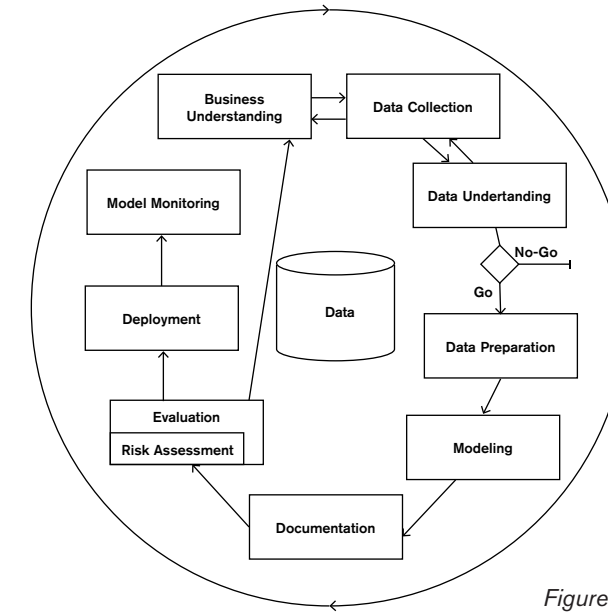 Business
Understanding
Data Collection
Data Undertanding
No-Go
Go
Data Preparation
Modeling
Documentation
Evaluation
Risk Assessment
Deployment
Model Monitoring
Data
Figure